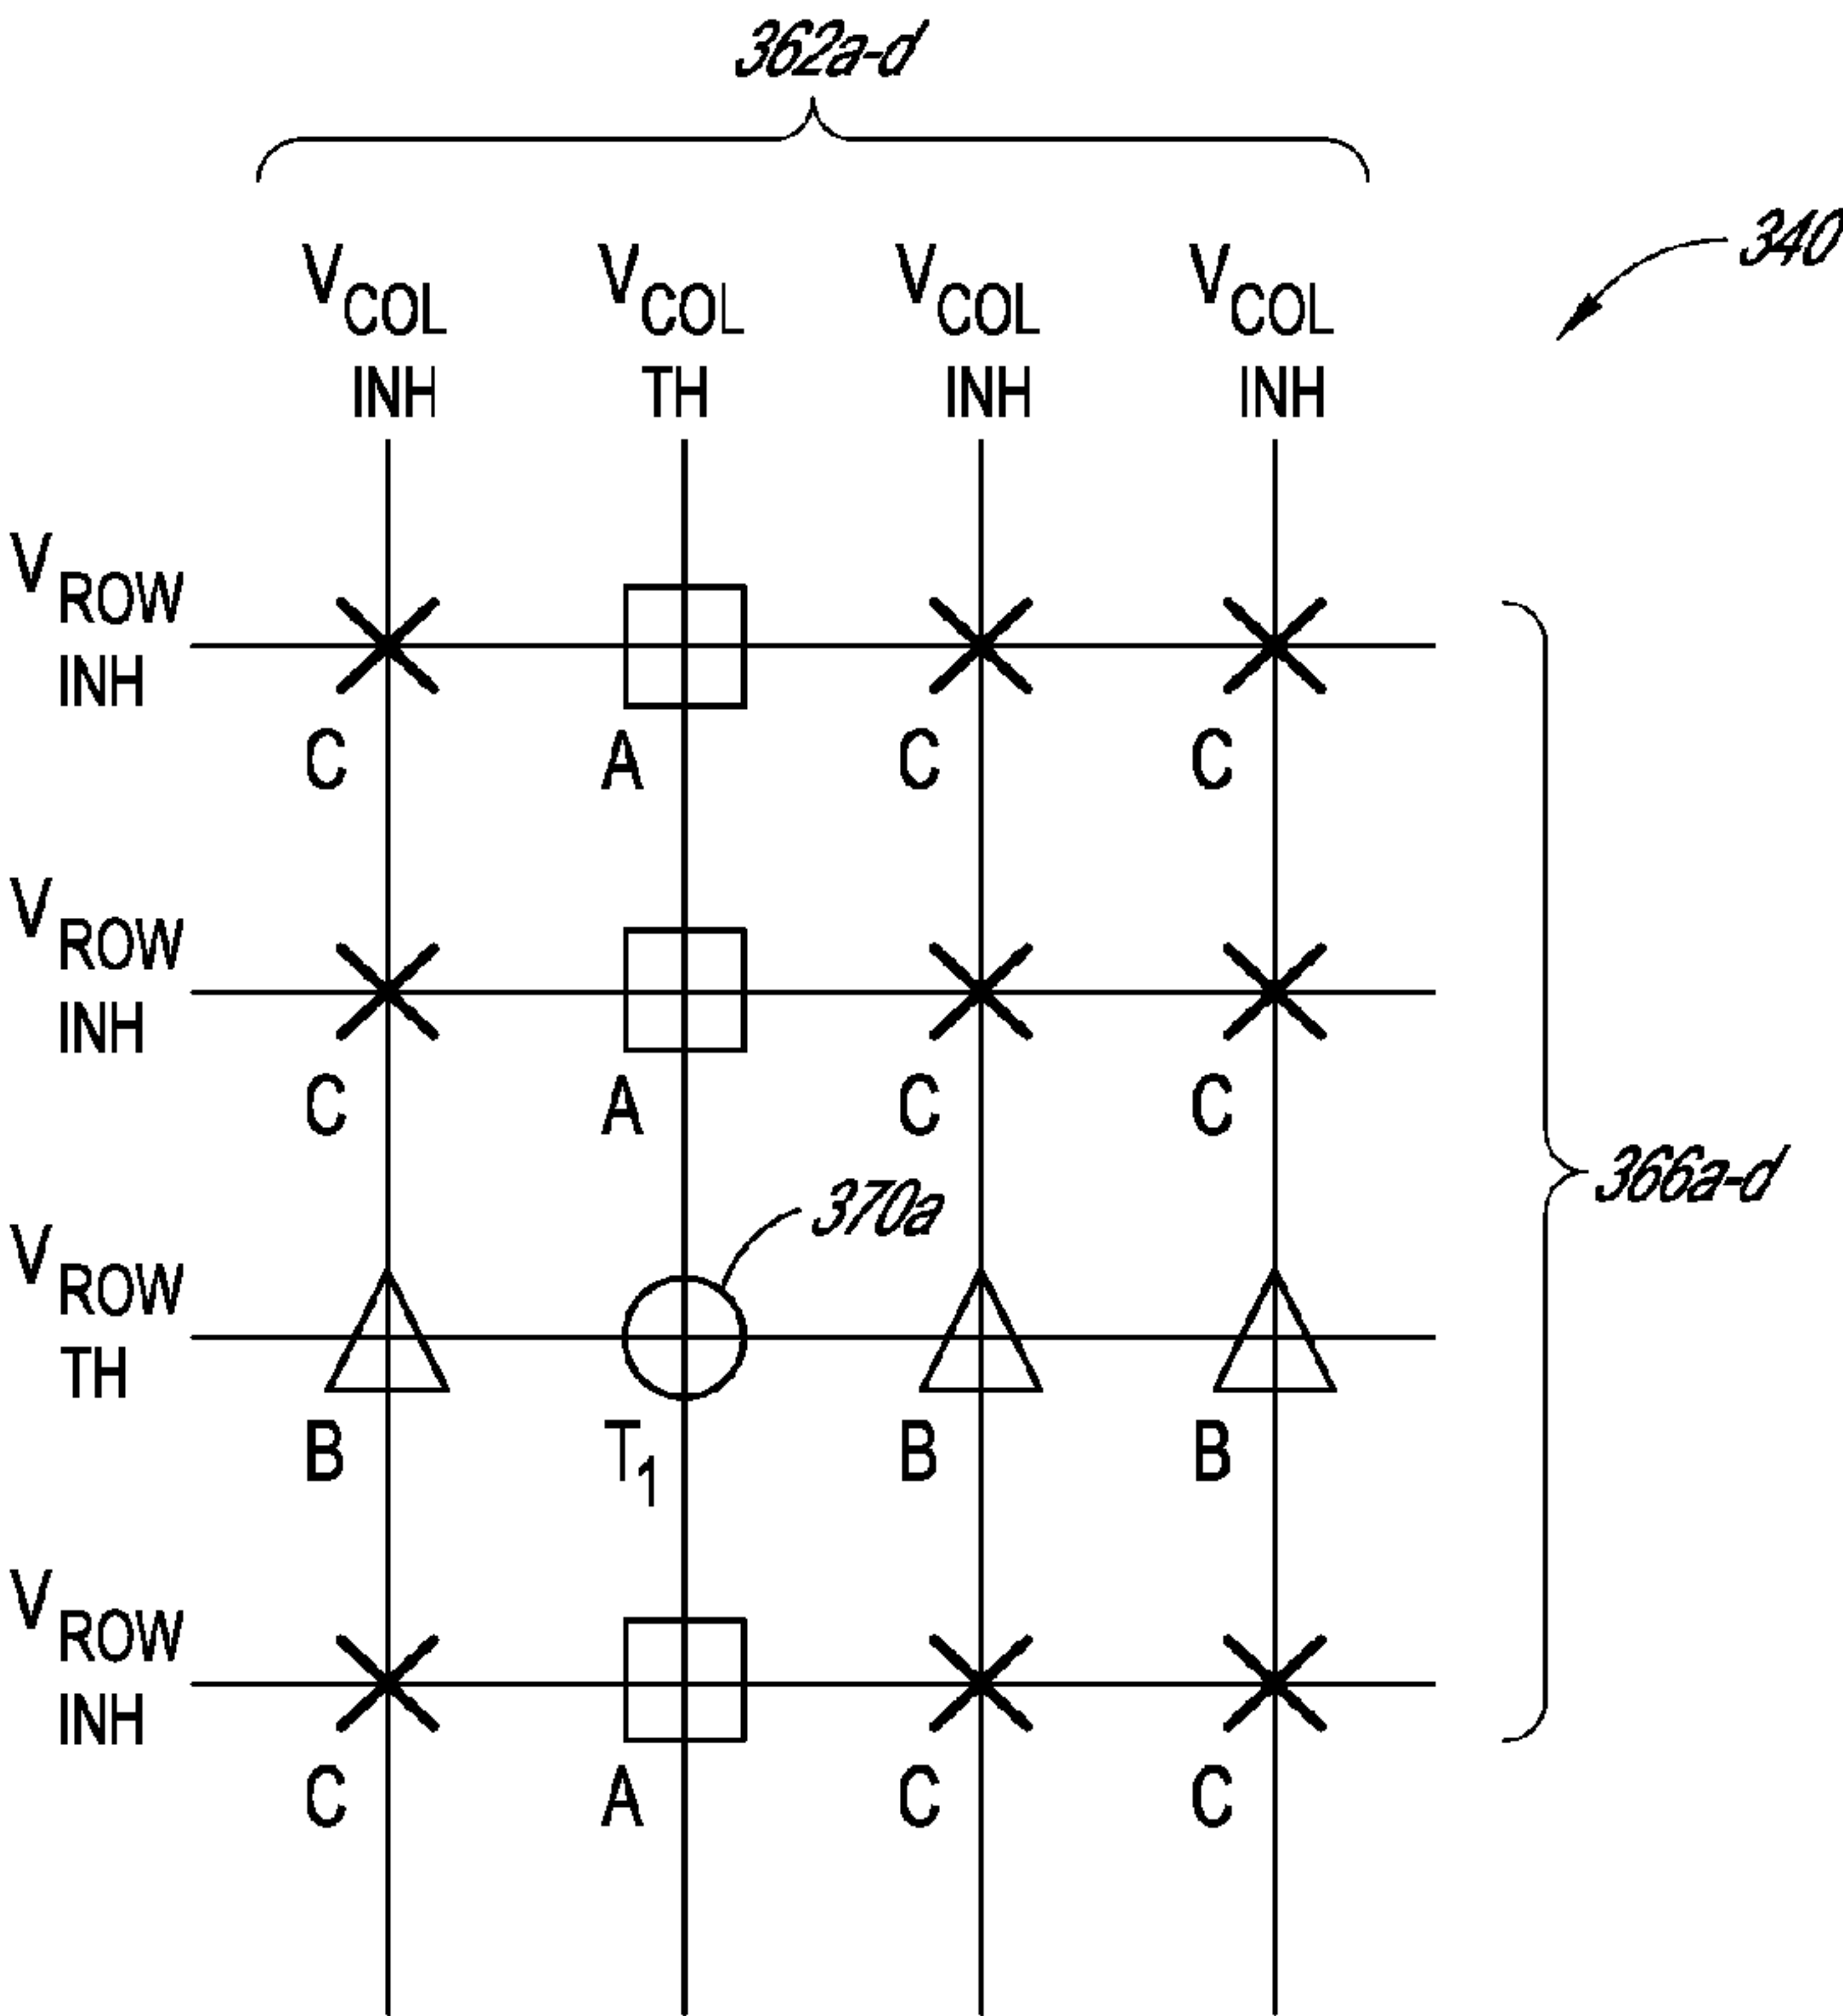 362a-d
340
V COL INH V COL TH V COL INH V COL INH
V ROW INH
C A C C
V ROW INH
C A C C
366a-d
370a
V ROW TH
B T1 B B
V ROW INH
C A C C